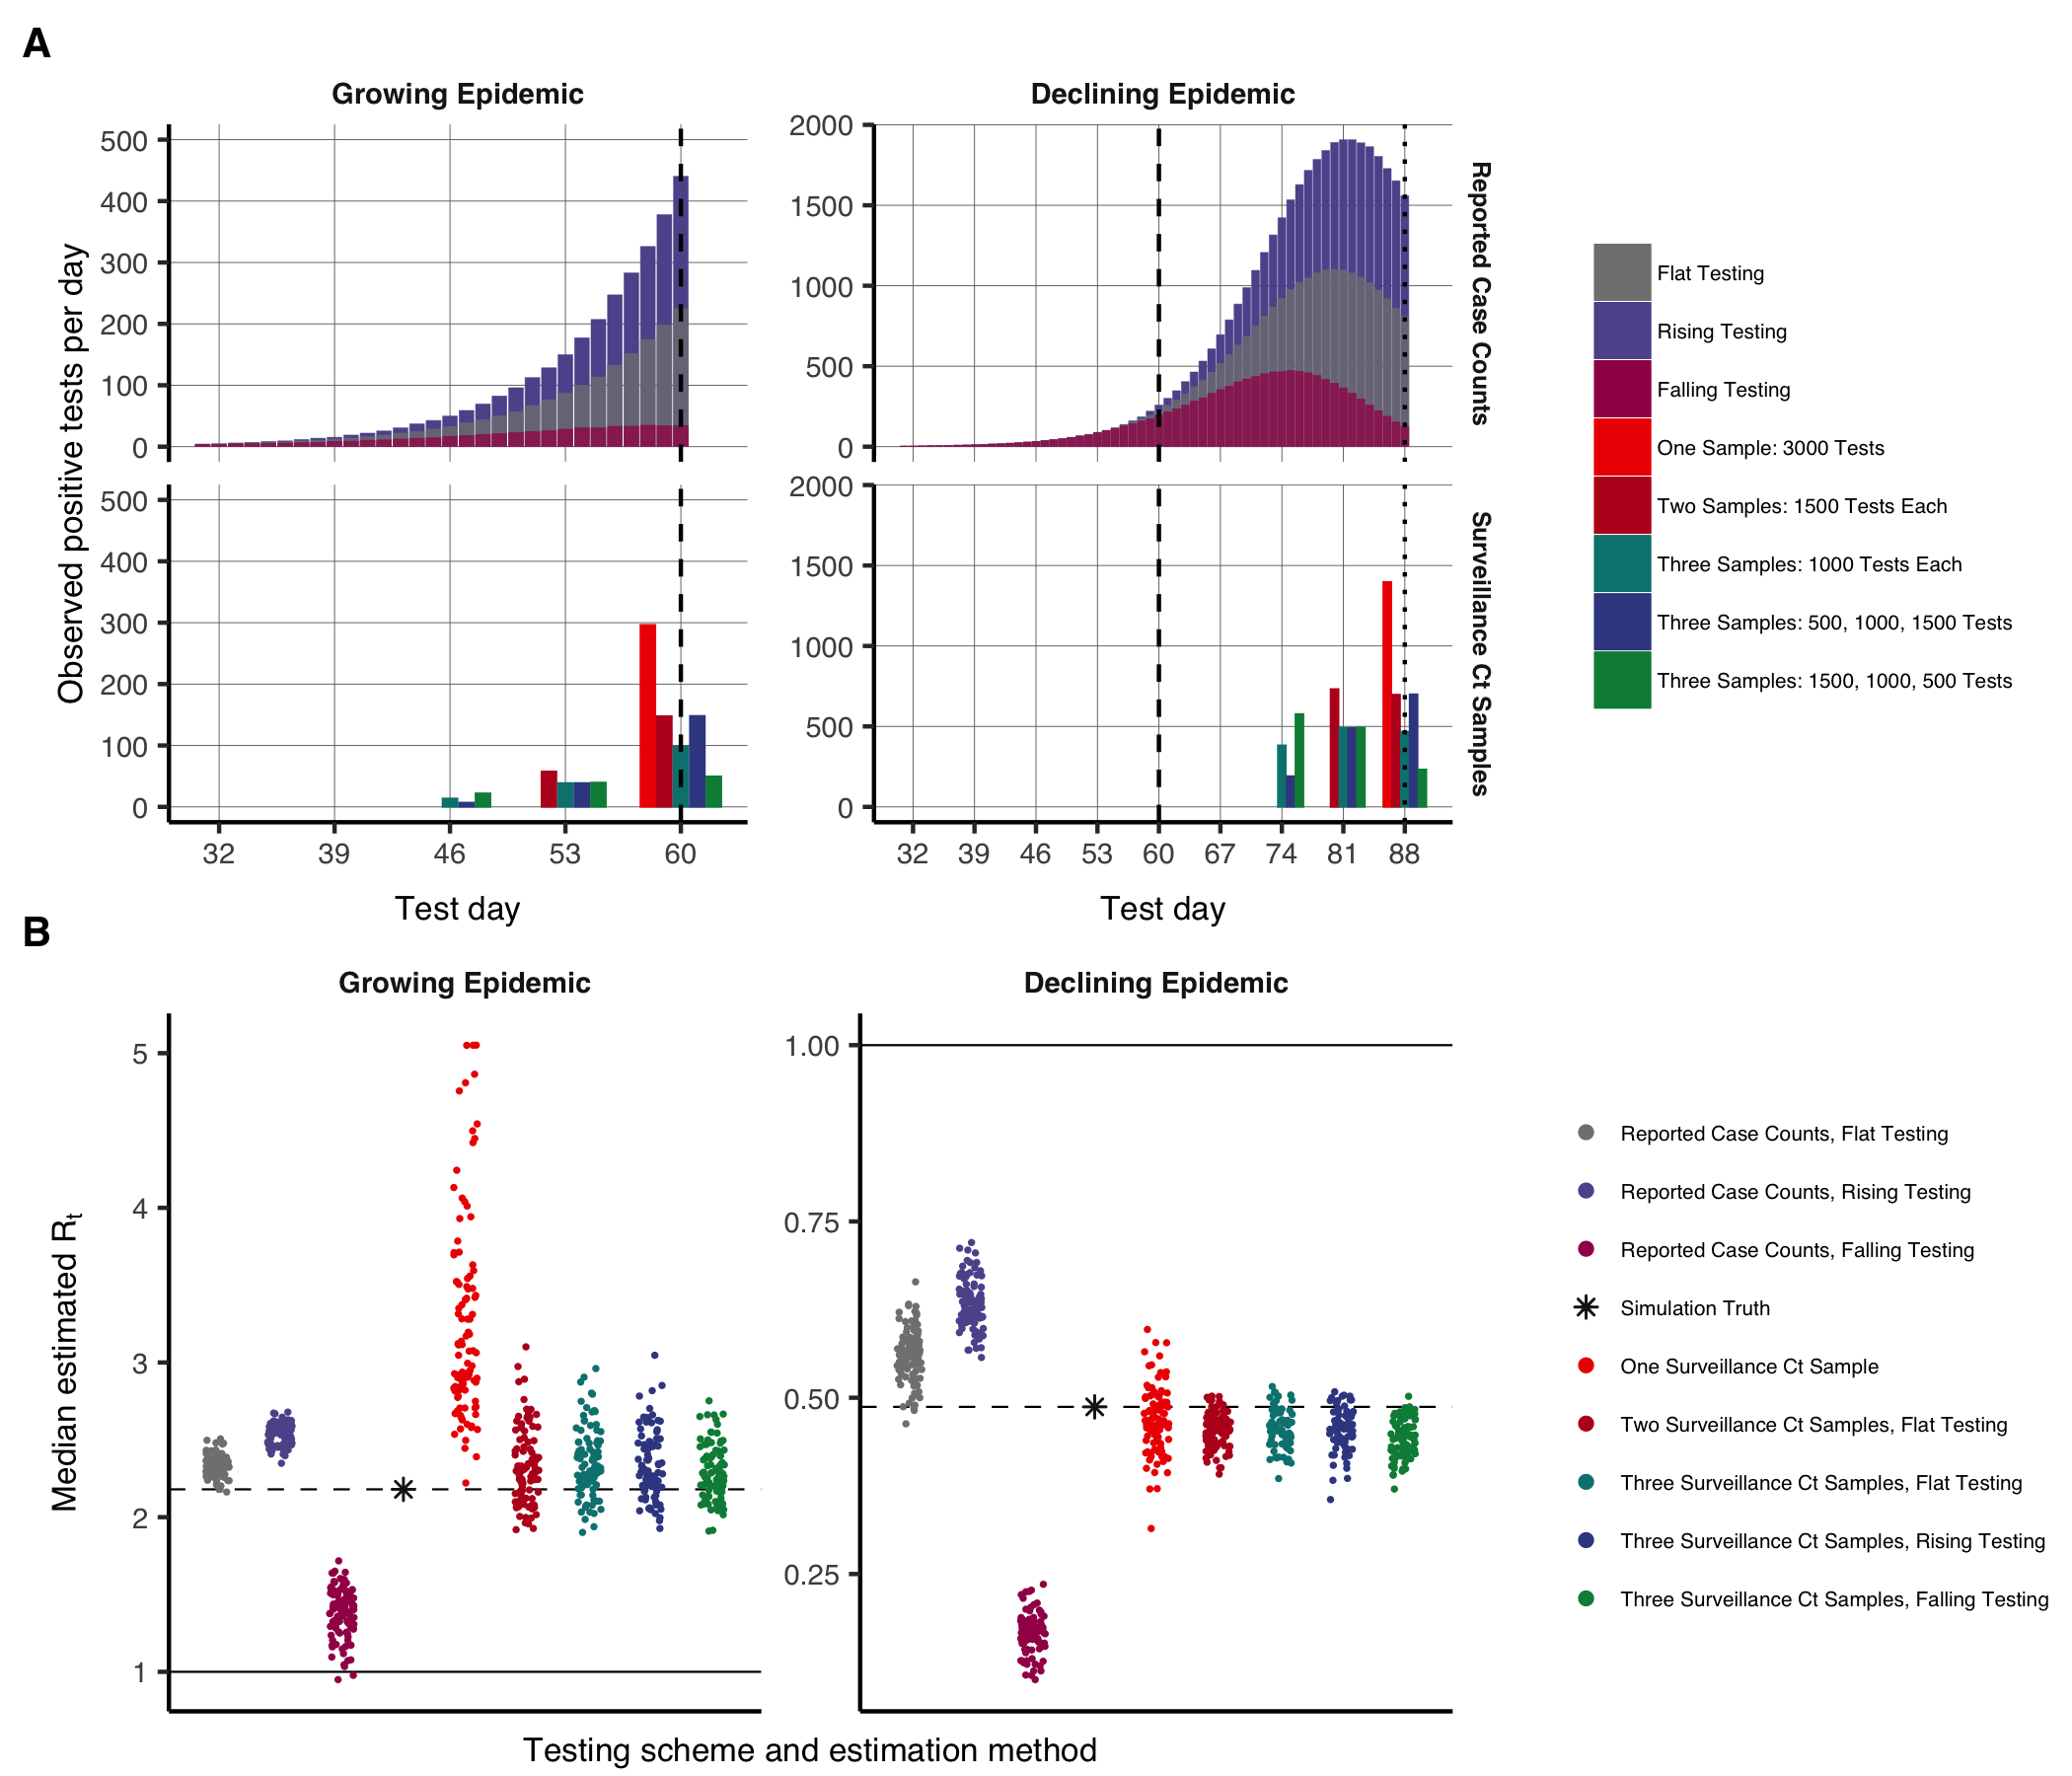 A
Growing Epidemic
Declining Epidemic
Observed positive tests per day
500
400
300
200
100
0
2000
1500
1000
500
0
Reported Case Counts
500
400
300
200
100
0
2000
1500
1000
500
0
Surveillance Ct Samples
32 39 46 53 60
32 39 46 53 60 67 74 81 88
Test day
Test day
Flat Testing
Rising Testing
Falling Testing
One Sample: 3000 Tests
Two Samples: 1500 Tests Each
Three Samples: 1000 Tests Each
Three Samples: 500, 1000, 1500 Tests
Three Samples: 1500, 1000, 500 Tests
B
Growing Epidemic
Declining Epidemic
Median estimated Rt
5
4
3
2
1
1.00
0.75
0.50
0.25
Testing scheme and estimation method
Reported Case Counts, Flat Testing
Reported Case Counts, Rising Testing
Reported Case Counts, Falling Testing
Simulation Truth
One Surveillance Ct Sample
Two Surveillance Ct Samples, Flat Testing
Three Surveillance Ct Samples, Flat Testing
Three Surveillance Ct Samples, Rising Testing
Three Surveillance Ct Samples, Falling Testing